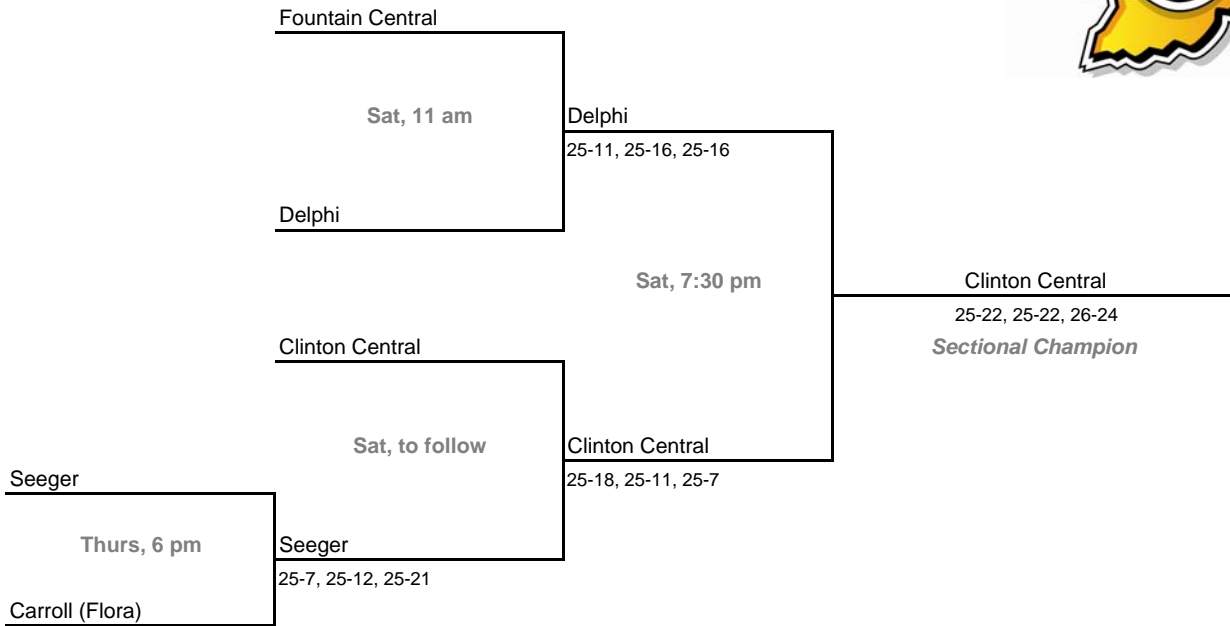 Fountain Central
Sat, 11 am
Delphi
25-11, 25-16, 25-16
Delphi
Sat, 7:30 pm
Clinton Central
25-22, 25-22, 26-24
Sectional Champion
Clinton Central
Sat, to follow
Clinton Central
25-18, 25-11, 25-7
Seeger
Thurs, 6 pm
Seeger
25-7, 25-12, 25-21
Carroll (Flora)